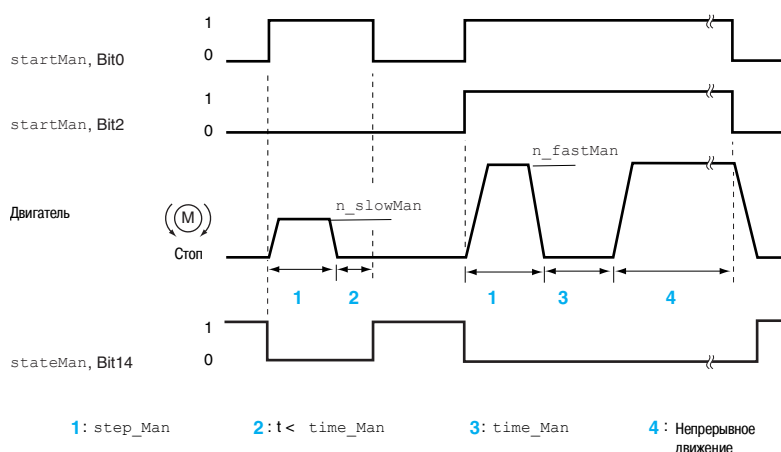 1
startMan, Bit0
0
1
startMan, Bit2
0
n_fastMan
n_slowMan
Двигатель
M
Стоп
1
2
1
3
4
1
stateMan, Bit14
0
1: step_Man
2: t < time_Man
3: time_Man
4: Непрерывное
движение